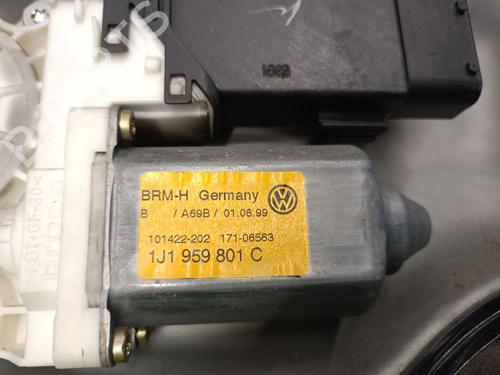 BRM-H Germany
B / A69B / 01.06.99
101422-202 171-06563
1J1 959 801 C